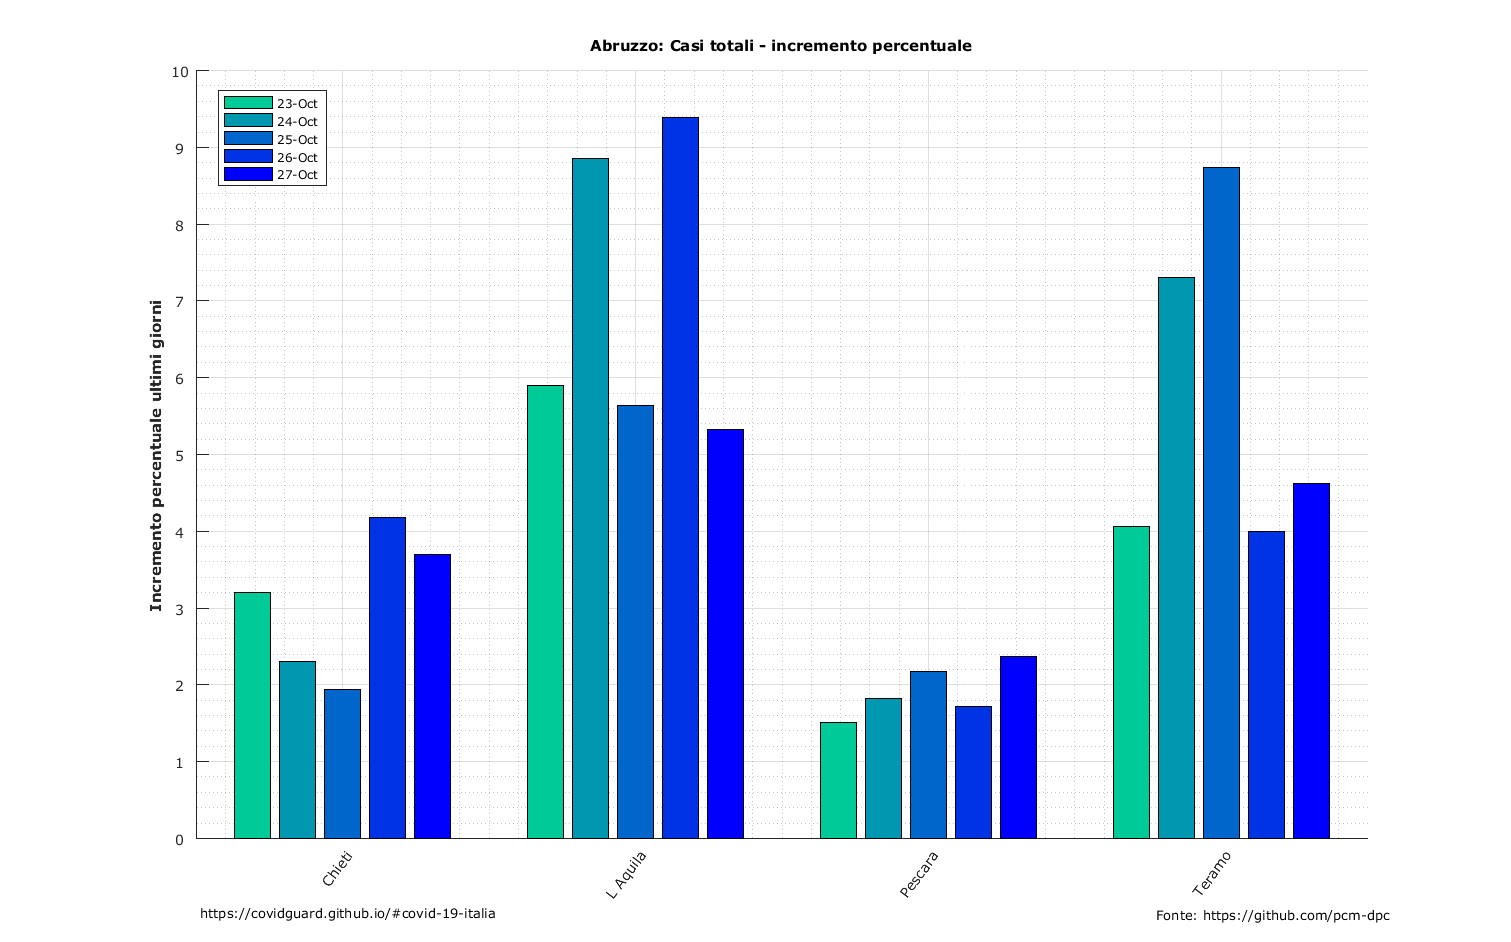 Abruzzo: Casi totali - incremento percentuale
23-Oct
24-Oct
25-Oct
26-Oct
27-Oct
Incremento percentuale ultimi giorni
10
9
8
7
6
5
4
3
2
1
0
Chieti
L Aquila
Pescara
Teramo
https://covidguard.github.io/#covid-19-italia
Fonte: https://github.com/pcm-dpc